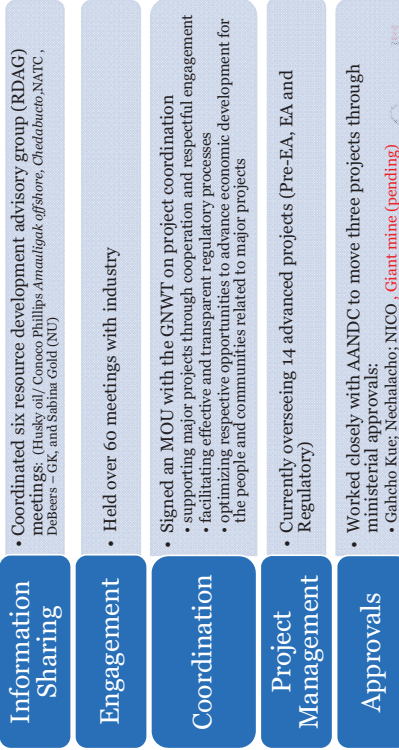 Information
Sharing
• Coordinated six resource development advisory group (RDAG)
meetings: (Husky oil/ Conoco Phillips Amauligak offshore, Chedabucto,NATC ,
DeBeers – GK, and Sabina Gold (NU)
Engagement
• Held over 60 meetings with industry
Coordination
• Signed an MOU with the GNWT on project coordination
• supporting major projects through cooperation and respectful engagement
• facilitating effective and transparent regulatory processes
• optimizing respective opportunities to advance economic development for
the people and communities related to major projects
Project
Management
• Currently overseeing 14 advanced projects (Pre-EA, EA and
Regulatory)
Approvals
• Worked closely with AANDC to move three projects through
ministerial approvals:
• Gahcho Kue; Nechalacho; NICO , Giant mine (pending)